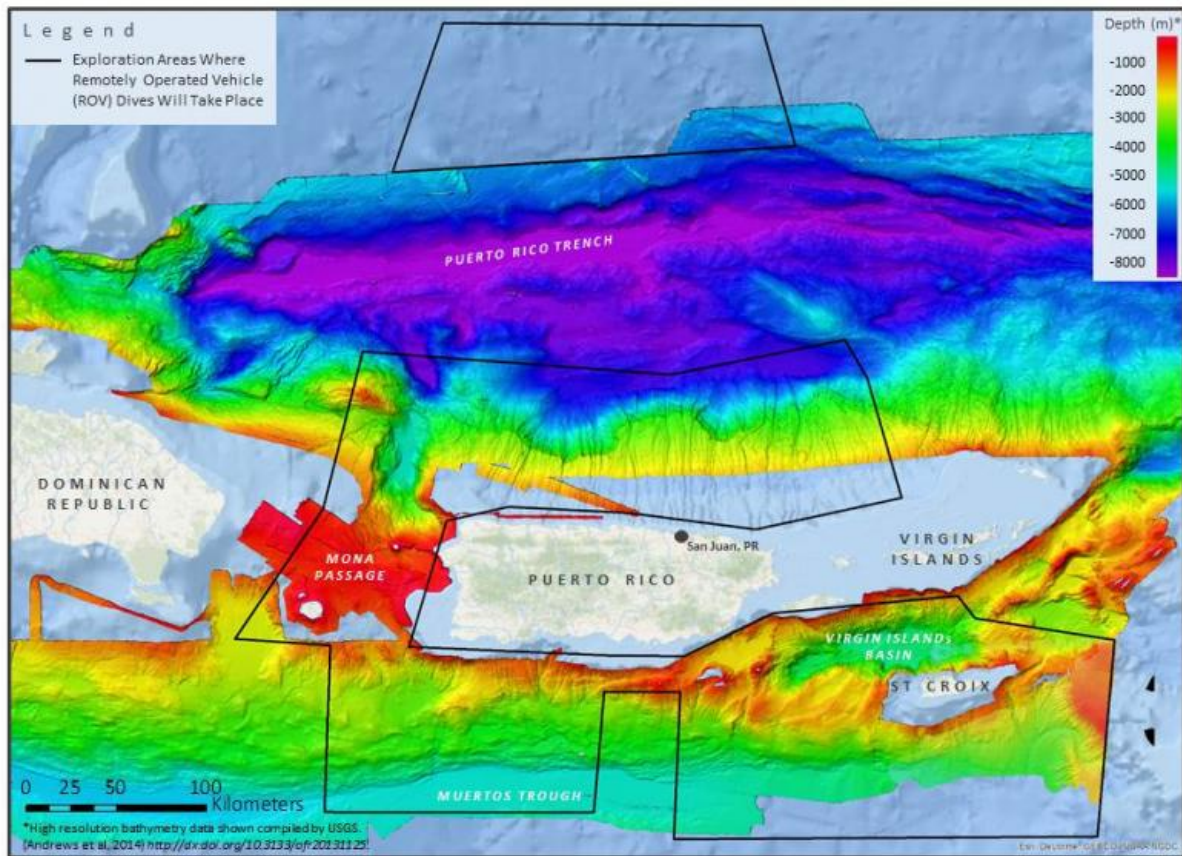 Legend
Exploration Areas Where
Remotely Operated Vehicle
(ROV) Dives Will Take Place
Depth (m)*
-1000
-2000
-3000
-4000
-5000
-6000
-7000
-8000
PUERTO RICO TRENCH
DOMINICAN
REPUBLIC
MONA
PASSAGE
San Juan, PR
PUERTO RICO
VIRGIN
ISLANDS
VIRGIN ISLANDS
BASIN
ST CROIX
MUERTOS TROUGH
0 25 50 100
Kilometers
*High resolution bathymetry data shown compiled by USGS.
(Andrews et al, 2014) http://dx.doi.org/10.3133/ofr20131125.